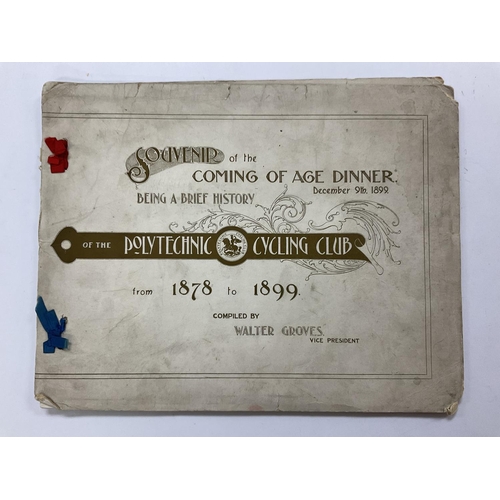 SOUVENIR of the
COMING OF AGE DINNER.
December 9th, 1899.
BEING A BRIEF HISTORY
OF THE POLYTECHNIC CYCLING CLUB
from 1878 to 1899.
COMPILED BY
WALTER GROVES,
VICE PRESIDENT